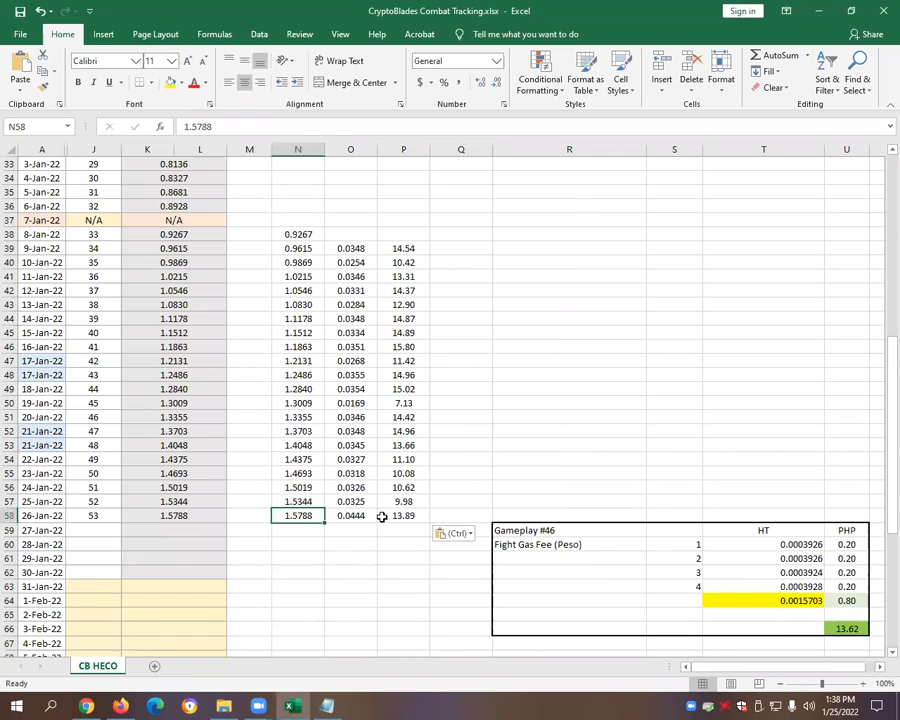 CryptoBlades Combat Tracking.xlsx - Excel
Sign in
File Home Insert Page Layout Formulas Data Review View Help Acrobat Tell me what you want to do Share
Paste
Clipboard
Calibri 11 A A
B I U A
Font
Wrap Text
Merge & Center
Alignment
General
$ % ,
Number
Conditional Formatting
Format as Table
Cell Styles
Styles
Insert Delete Format
Cells
AutoSum
Fill
Clear
Sort & Filter
Find & Select
Editing
N58 fx 1.5788
A J K L M N O P Q R S T U
33 3-Jan-22 29 0.8136
34 4-Jan-22 30 0.8327
35 5-Jan-22 31 0.8681
36 6-Jan-22 32 0.8928
37 7-Jan-22 N/A N/A
38 8-Jan-22 33 0.9267 0.9267
39 9-Jan-22 34 0.9615 0.9615 0.0348 14.54
40 10-Jan-22 35 0.9869 0.9869 0.0254 10.42
41 11-Jan-22 36 1.0215 1.0215 0.0346 13.31
42 12-Jan-22 37 1.0546 1.0546 0.0331 14.37
43 13-Jan-22 38 1.0830 1.0830 0.0284 12.90
44 14-Jan-22 39 1.1178 1.1178 0.0348 14.87
45 15-Jan-22 40 1.1512 1.1512 0.0334 14.89
46 16-Jan-22 41 1.1863 1.1863 0.0351 15.80
47 17-Jan-22 42 1.2131 1.2131 0.0268 11.42
48 17-Jan-22 43 1.2486 1.2486 0.0355 14.96
49 18-Jan-22 44 1.2840 1.2840 0.0354 15.02
50 19-Jan-22 45 1.3009 1.3009 0.0169 7.13
51 20-Jan-22 46 1.3355 1.3355 0.0346 14.42
52 21-Jan-22 47 1.3703 1.3703 0.0348 14.96
53 21-Jan-22 48 1.4048 1.4048 0.0345 13.66
54 22-Jan-22 49 1.4375 1.4375 0.0327 11.10
55 23-Jan-22 50 1.4693 1.4693 0.0318 10.08
56 24-Jan-22 51 1.5019 1.5019 0.0326 10.62
57 25-Jan-22 52 1.5344 1.5344 0.0325 9.98
58 26-Jan-22 53 1.5788 1.5788 0.0444 13.89
59 27-Jan-22 (Ctrl) Gameplay #46 HT PHP
60 28-Jan-22 Fight Gas Fee (Peso) 1 0.0003926 0.20
61 29-Jan-22 2 0.0003926 0.20
62 30-Jan-22 3 0.0003924 0.20
63 31-Jan-22 4 0.0003928 0.20
64 1-Feb-22 0.0015703 0.80
65 2-Feb-22
66 3-Feb-22 13.62
67 4-Feb-22
CB HECO
Ready 100%
1:38 PM
1/25/2022